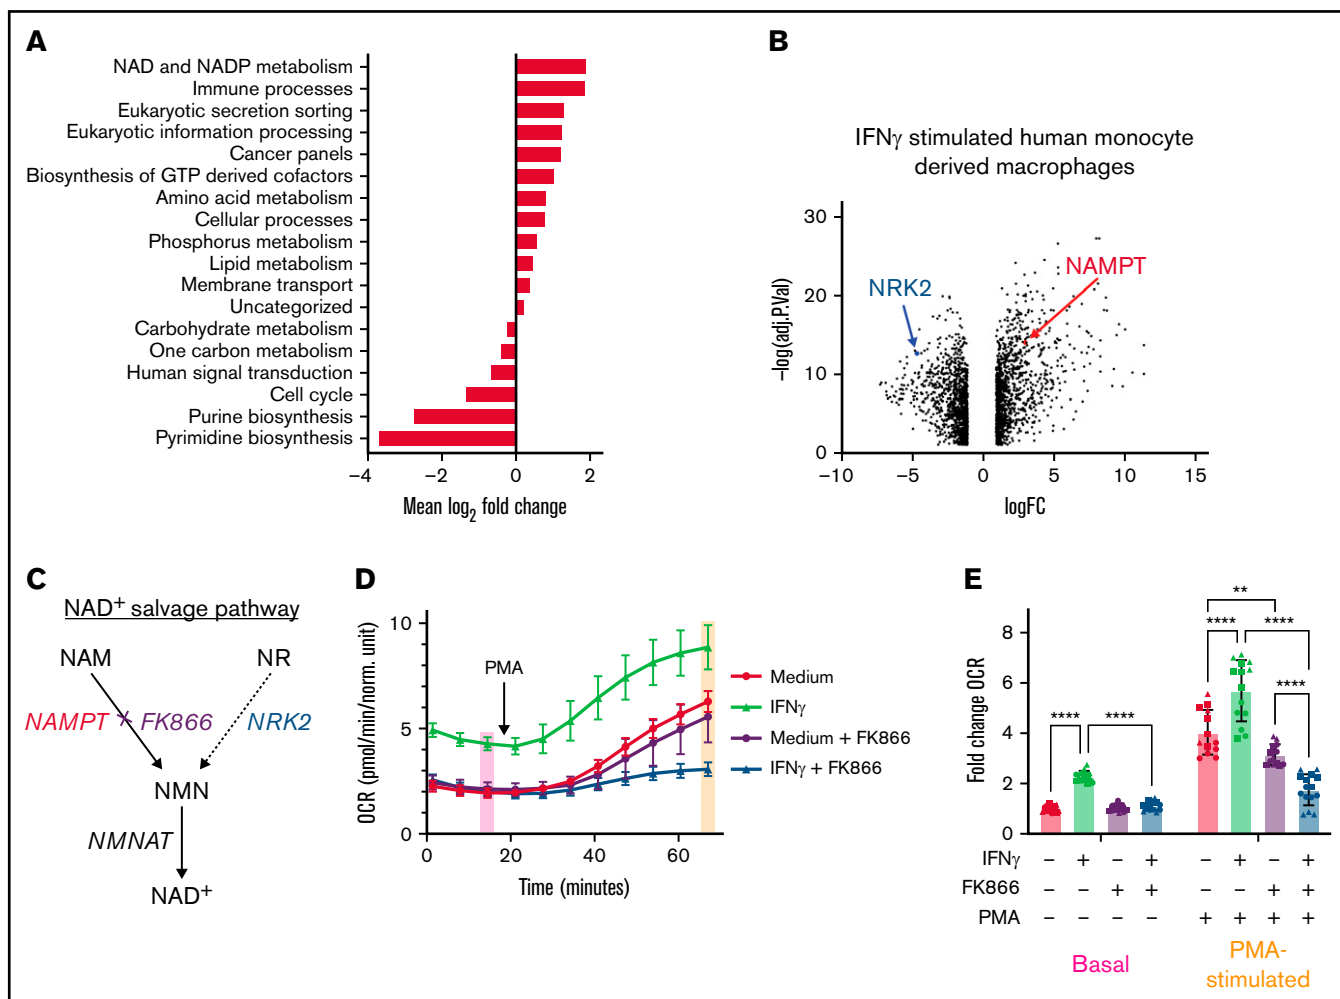 A
NAD and NADP metabolism
Immune processes
Eukaryotic secretion sorting
Eukaryotic information processing
Cancer panels
Biosynthesis of GTP derived cofactors
Amino acid metabolism
Cellular processes
Phosphorus metabolism
Lipid metabolism
Membrane transport
Uncategorized
Carbohydrate metabolism
One carbon metabolism
Human signal transduction
Cell cycle
Purine biosynthesis
Pyrimidine biosynthesis
−4 −2 0 2
Mean log2 fold change
B
IFNγ stimulated human monocyte
derived macrophages
30
20
10
0
−log(adj.P.Val)
NRK2
NAMPT
−10 −5 0 5 10 15
logFC
C
NAD+ salvage pathway
NAM NR
NAMPT FK866 NRK2
NMN
NMNAT
NAD+
D
OCR (pmol/min/norm. unit)
10
5
0
PMA
0 20 40 60
Time (minutes)
Medium
IFNγ
Medium + FK866
IFNγ + FK866
E
Fold change OCR
8
6
4
2
0
**** ****
**
**** ****
****
IFNγ − + − + − + − +
FK866 − − + + − − + +
PMA − − − − + + + +
Basal
PMA-
stimulated